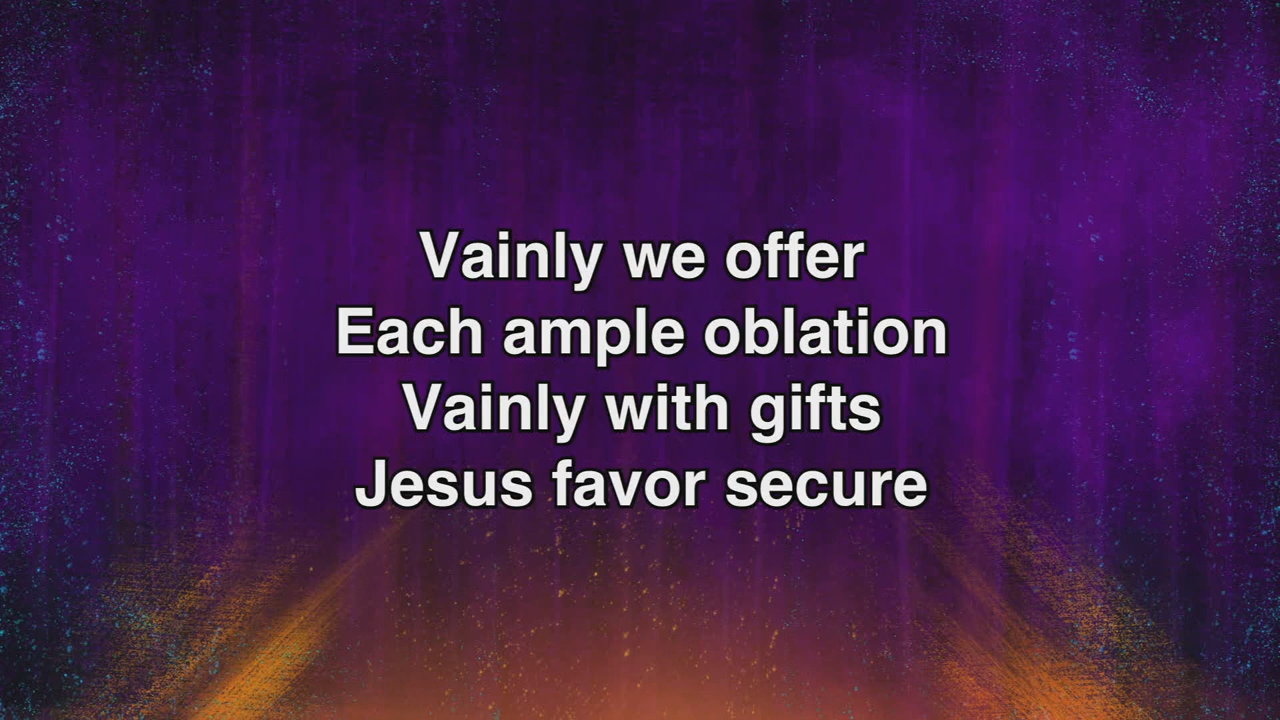 Vainly we offer
Each ample oblation
Vainly with gifts
Jesus favor secure